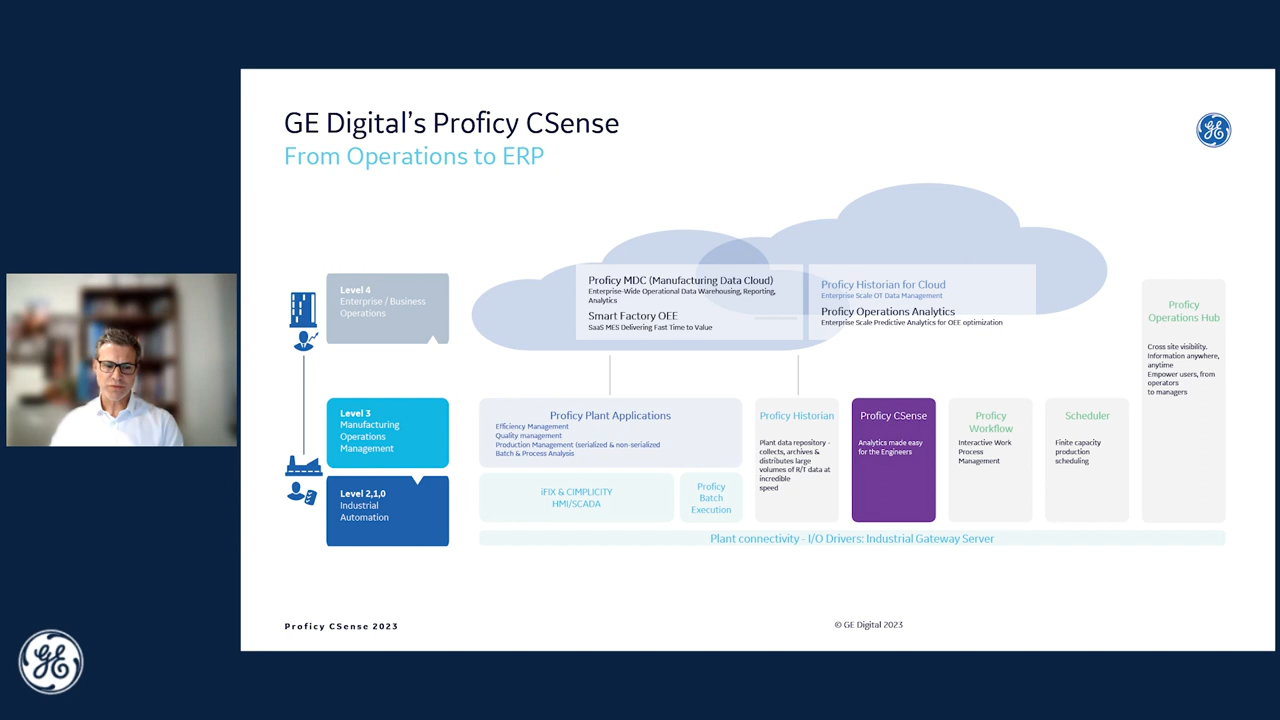 GE Digital's Proficy CSense
From Operations to ERP
Level 4
Enterprise / Business
Operations
Proficy MDC (Manufacturing Data Cloud)
Enterprise-Wide Operational Data Warehousing, Reporting,
Analytics
Smart Factory OEE
SaaS MES Delivering Fast Time to Value
Proficy Historian for Cloud
Enterprise Scale OT Data Management
Proficy Operations Analytics
Enterprise Scale Predictive Analytics for OEE optimization
Proficy
Operations Hub
Cross site visibility.
Information anywhere,
anytime
Empower users, from
operators
to managers
Level 3
Manufacturing
Operations
Management
Proficy Plant Applications
Efficiency Management
Quality management
Production Management (serialized & non-serialized
Batch & Process Analysis
Proficy Historian
Plant data repository -
collects, archives &
distributes large
volumes of R/T data at
incredible
speed
Proficy CSense
Analytics made easy
for the Engineers
Proficy
Workflow
Interactive Work
Process
Management
Scheduler
Finite capacity
production
scheduling
Level 2,1,0
Industrial
Automation
iFIX & CIMPLICITY
HMI/SCADA
Proficy
Batch
Execution
Plant connectivity - I/O Drivers: Industrial Gateway Server
Proficy CSense 2023
© GE Digital 2023
GE
GE